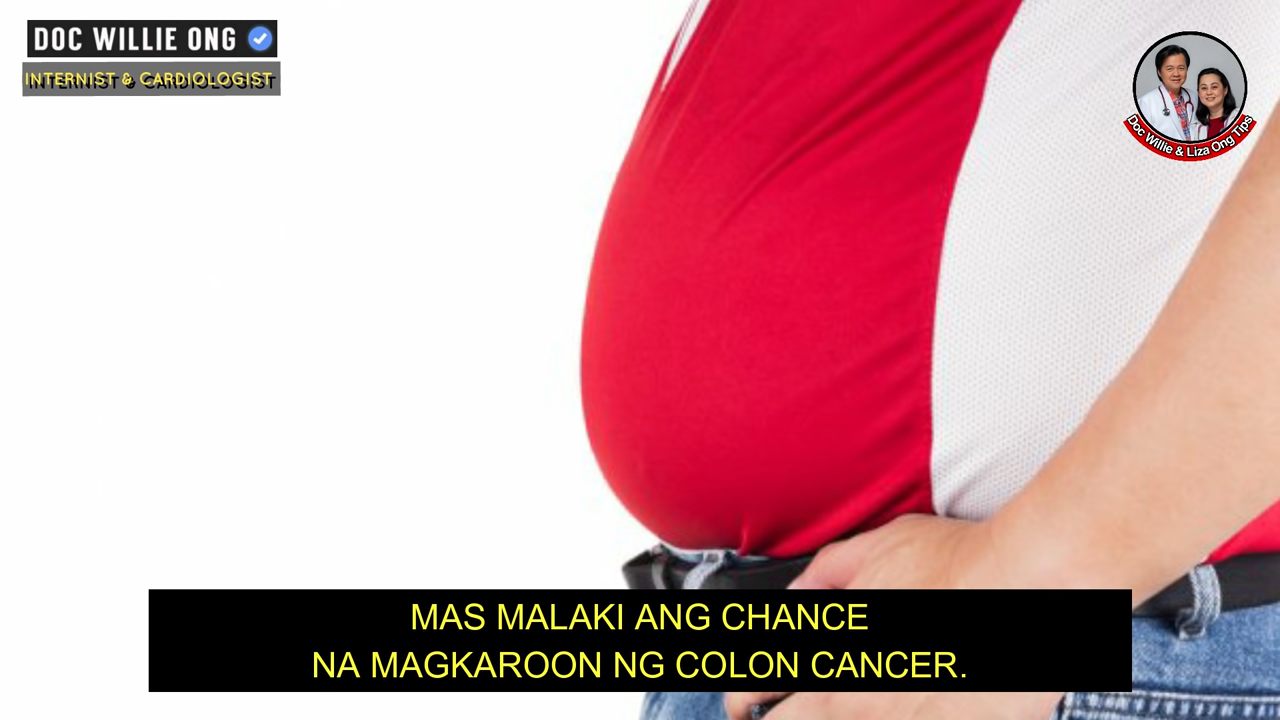 DOC WILLIE ONG
INTERNIST & CARDIOLOGIST
Doc Willie & Liza Ong Tips
MAS MALAKI ANG CHANCE
NA MAGKAROON NG COLON CANCER.